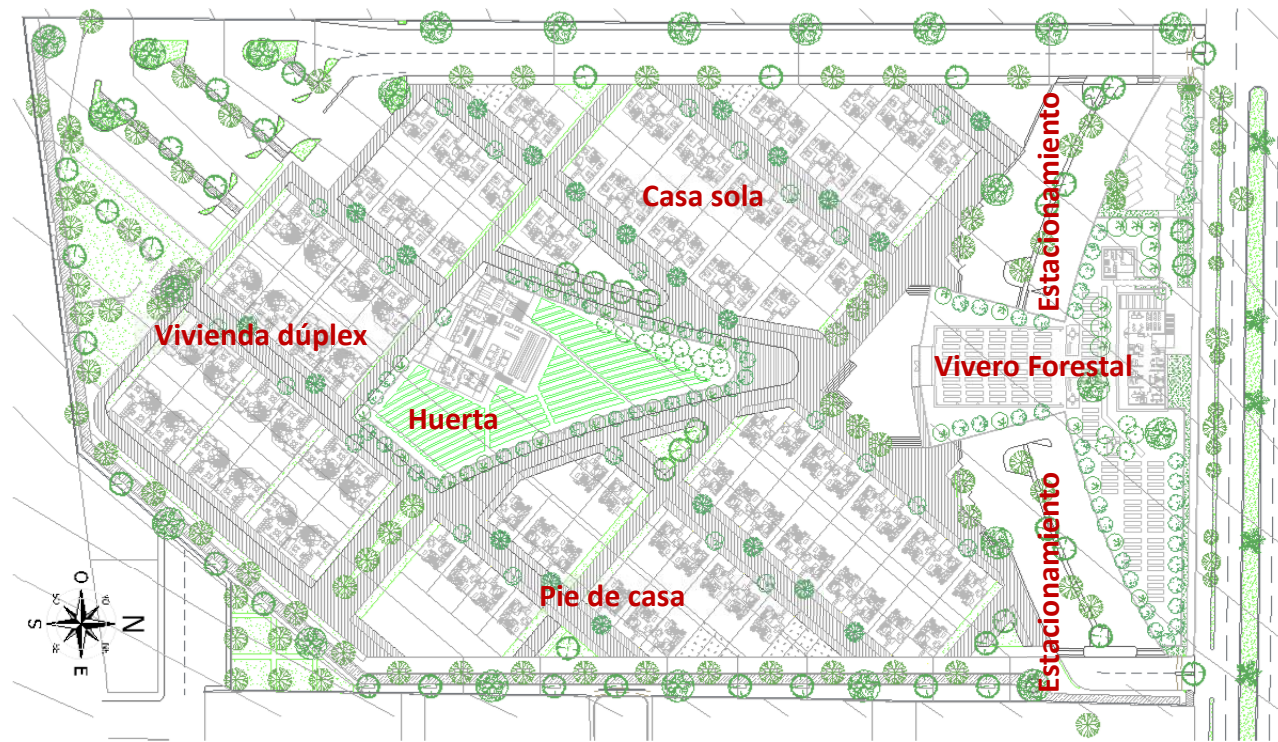 Estacionamiento
Casa sola
Vivienda dúplex
Vivero Forestal
Huerta
Estacionamiento
Pie de casa
O
S
N
E